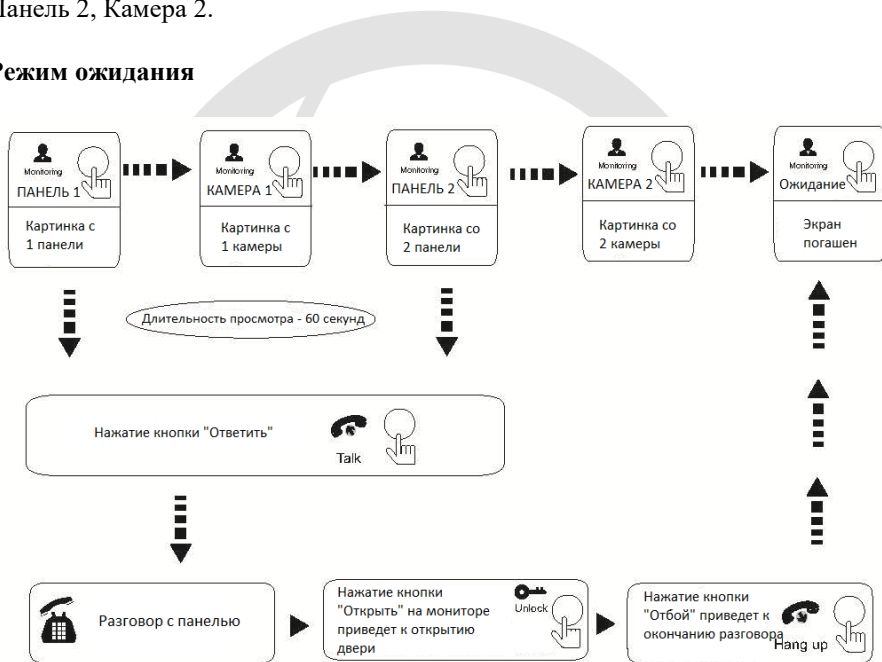 Панель 2, Камера 2.
Режим ожидания
Monitoring
ПАНЕЛЬ 1
Картинка с
1 панели
Monitoring
КАМЕРА 1
Картинка с
1 камеры
Monitoring
ПАНЕЛЬ 2
Картинка со
2 панели
Monitoring
КАМЕРА 2
Картинка со
2 камеры
Monitoring
Ожидание
Экран
погашен
Длительность просмотра - 60 секунд
Нажатие кнопки "Ответить"
Talk
Разговор с панелью
Нажатие кнопки
"Открыть" на мониторе
приведет к открытию
двери
Unlock
Нажатие кнопки
"Отбой" приведет к
окончанию разговора
Hang up